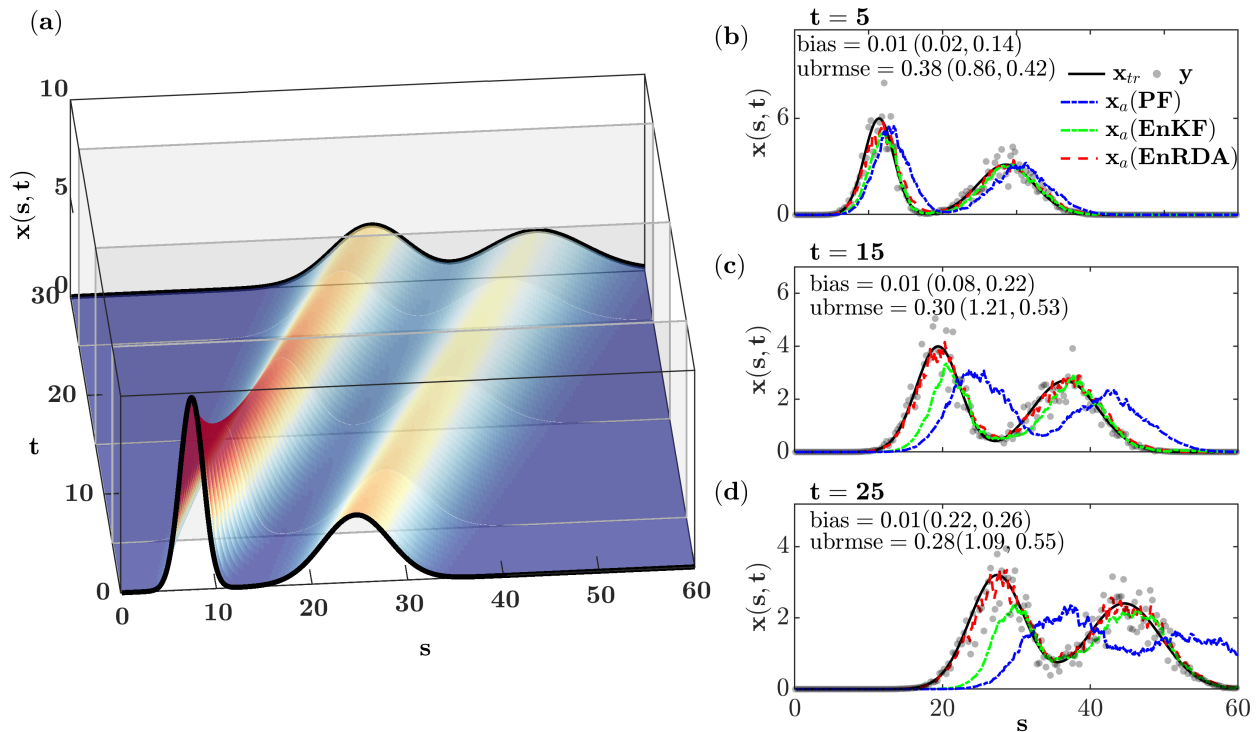 (a)
10
5
0
x(s, t)
30
20
10
0
t
0
10
20
30
40
50
60
s
(b)
t = 5
bias = 0.01 (0.02, 0.14)
ubrmse = 0.38 (0.86, 0.42)
x_tr y
x_a(PF)
x_a(EnKF)
x_a(EnRDA)
x(s, t)
6
0
(c)
t = 15
bias = 0.01 (0.08, 0.22)
ubrmse = 0.30 (1.21, 0.53)
x(s, t)
6
4
2
0
(d)
t = 25
bias = 0.01(0.22, 0.26)
ubrmse = 0.28(1.09, 0.55)
x(s, t)
4
2
0
0
20
40
60
s